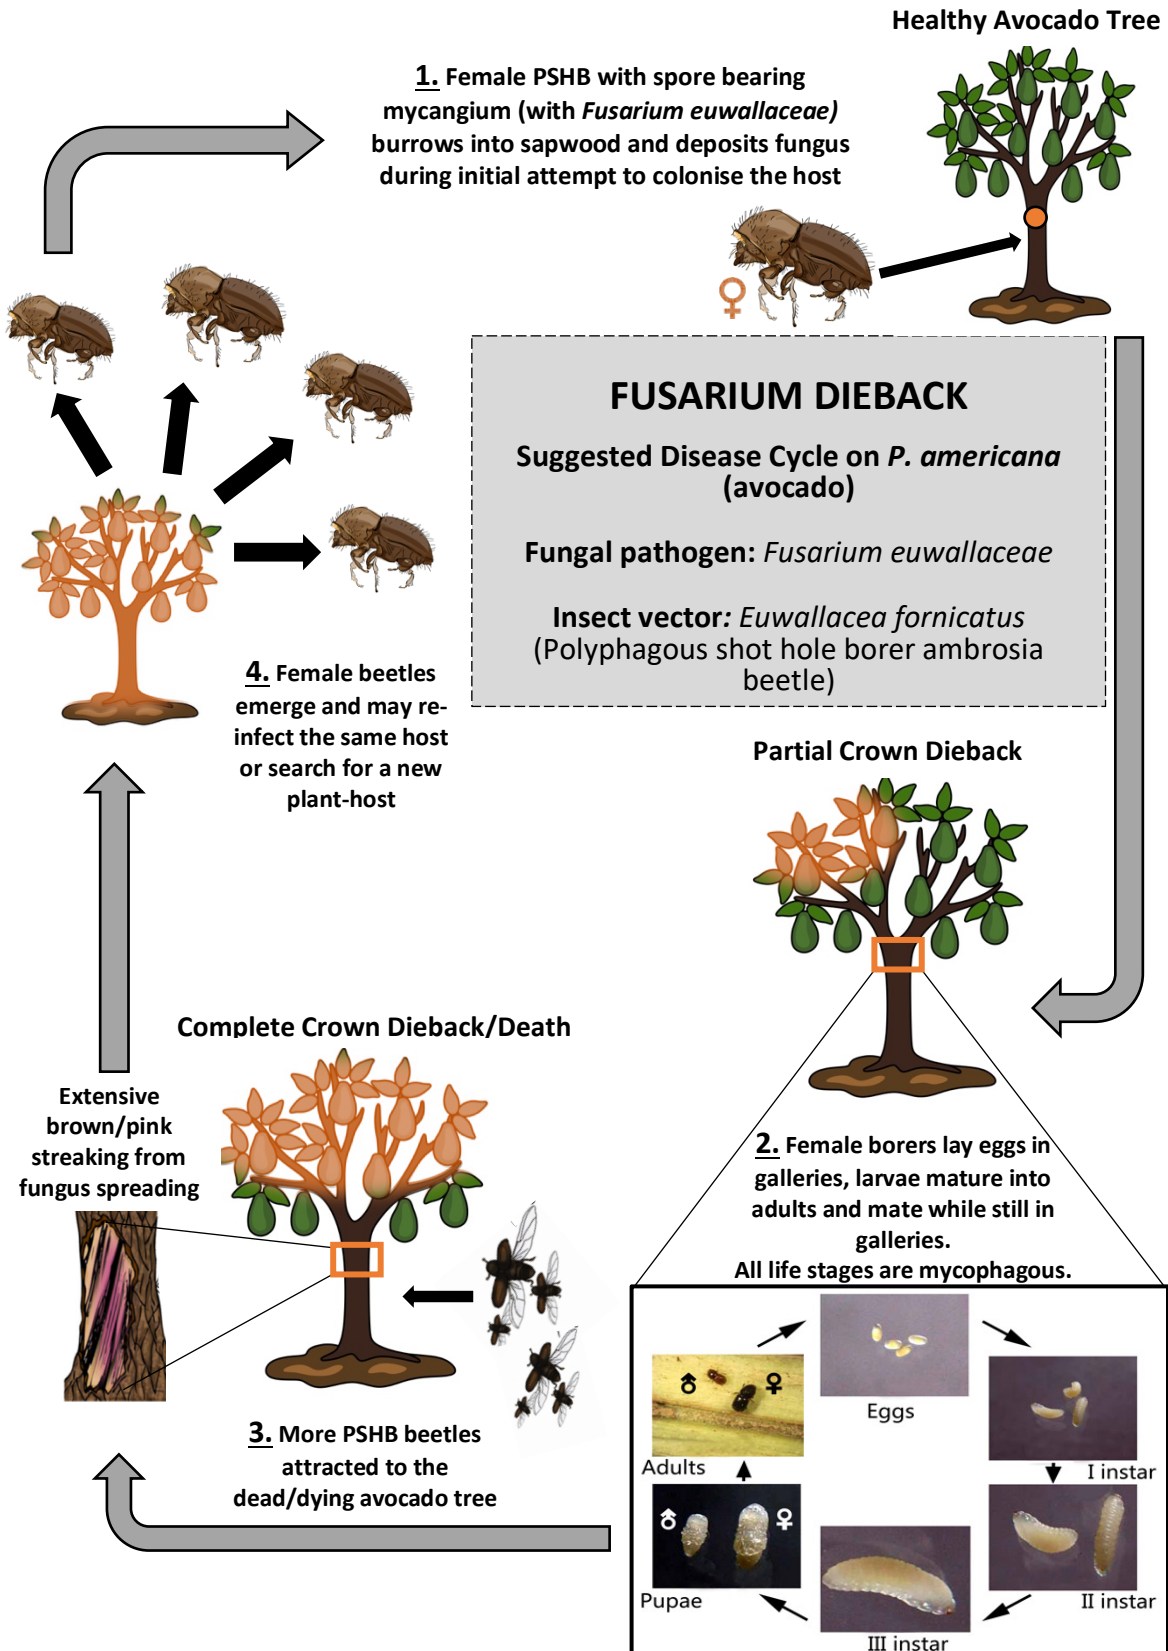 Healthy Avocado Tree
1. Female PSHB with spore bearing
mycangium (with Fusarium euwallaceae)
burrows into sapwood and deposits fungus
during initial attempt to colonise the host
♀
FUSARIUM DIEBACK
Suggested Disease Cycle on P. americana
(avocado)
Fungal pathogen: Fusarium euwallaceae
Insect vector: Euwallacea fornicatus
(Polyphagous shot hole borer ambrosia
beetle)
Partial Crown Dieback
2. Female borers lay eggs in
galleries, larvae mature into
adults and mate while still in
galleries.
All life stages are mycophagous.
Eggs
I instar
II instar
III instar
Pupae
♂ ♀
Adults
♂ ♀
3. More PSHB beetles
attracted to the
dead/dying avocado tree
Complete Crown Dieback/Death
Extensive
brown/pink
streaking from
fungus spreading
4. Female beetles
emerge and may re-
infect the same host
or search for a new
plant-host